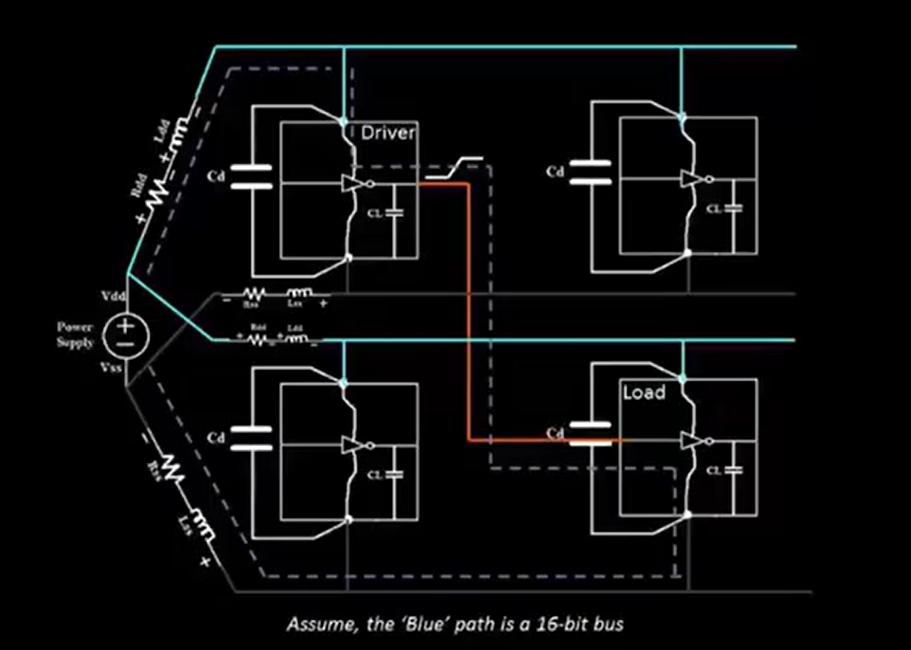 Driver
Ldd
Rdd
Cd
CL
Cd
CL
Vdd
Rss Lss
Rdd Ldd
Power
Supply
Vss
Load
Cd
CL
Cd
CL
Rss
Lss
Assume, the ‘Blue’ path is a 16-bit bus